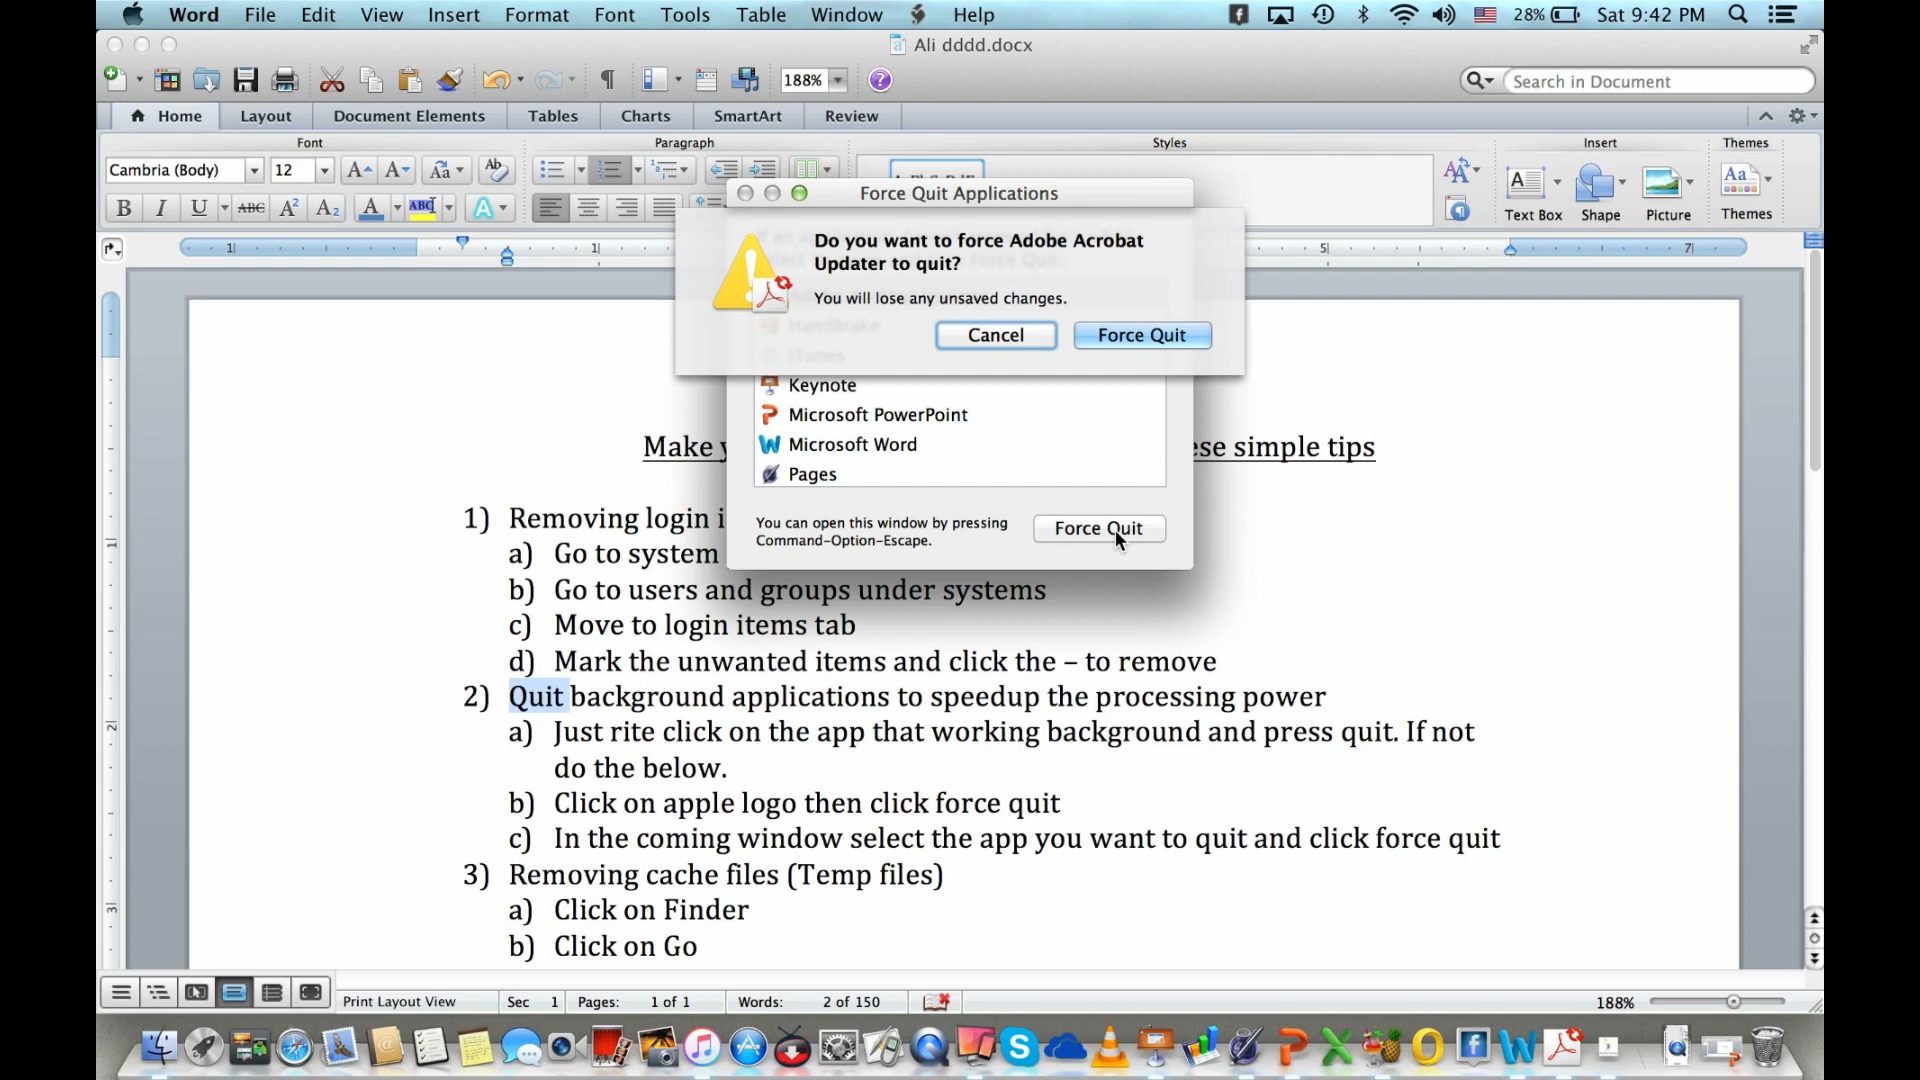 Word File Edit View Insert Format Font Tools Table Window Help 28% Sat 9:42 PM
Ali dddd.docx
188% Search in Document
Home Layout Document Elements Tables Charts SmartArt Review
Font Paragraph Styles Insert Themes
Cambria (Body) 12
Text Box Shape Picture Themes
Force Quit Applications
Do you want to force Adobe Acrobat
Updater to quit?
You will lose any unsaved changes.
HandBrake
Cancel Force Quit
iTunes
Keynote
Microsoft PowerPoint
Microsoft Word
Pages
You can open this window by pressing
Command-Option-Escape.
Force Quit
Make ese simple tips
1) Removing login i
a) Go to system
b) Go to users and groups under systems
c) Move to login items tab
d) Mark the unwanted items and click the – to remove
2) Quit background applications to speedup the processing power
a) Just rite click on the app that working background and press quit. If not
do the below.
b) Click on apple logo then click force quit
c) In the coming window select the app you want to quit and click force quit
3) Removing cache files (Temp files)
a) Click on Finder
b) Click on Go
Print Layout View Sec 1 Pages: 1 of 1 Words: 2 of 150 188%